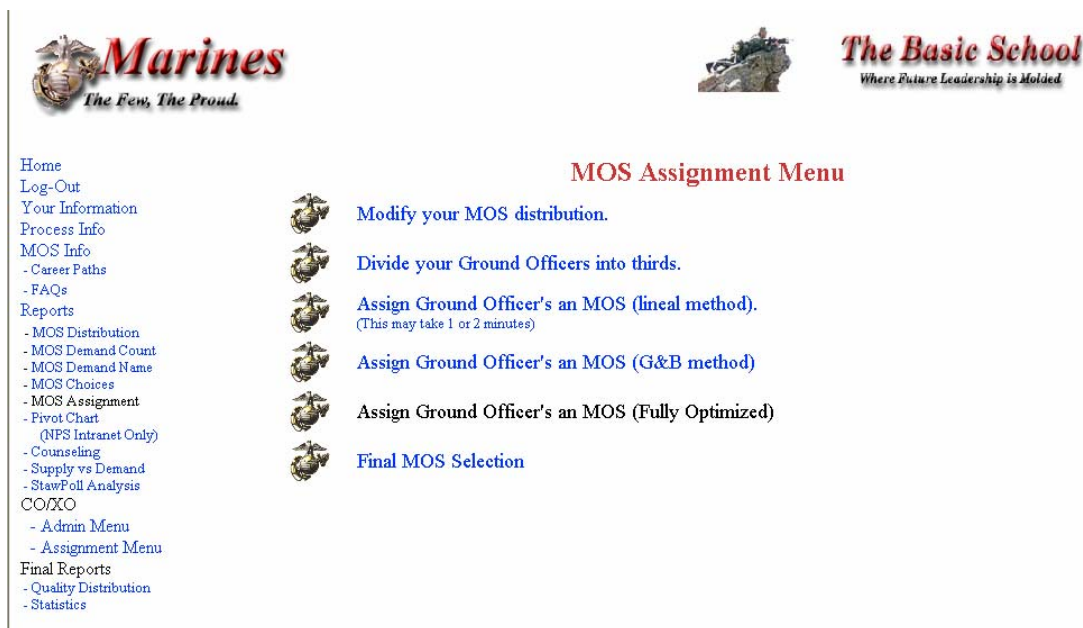 Marines
The Few, The Proud.
The Basic School
Where Future Leadership is Molded
Home
Log-Out
Your Information
Process Info
MOS Info
- Career Paths
- FAQs
Reports
- MOS Distribution
- MOS Demand Count
- MOS Demand Name
- MOS Choices
- MOS Assignment
- Pivot Chart
(NPS Intranet Only)
- Counseling
- Supply vs Demand
- StawPoll Analysis
CO/XO
- Admin Menu
- Assignment Menu
Final Reports
- Quality Distribution
- Statistics
MOS Assignment Menu
Modify your MOS distribution.
Divide your Ground Officers into thirds.
Assign Ground Officer's an MOS (lineal method).
(This may take 1 or 2 minutes)
Assign Ground Officer's an MOS (G&B method)
Assign Ground Officer's an MOS (Fully Optimized)
Final MOS Selection